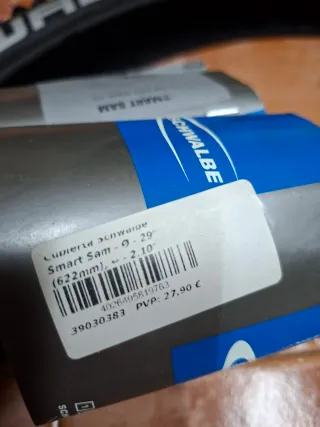 SMART SAM
SCHWALBE
Cubierta Schwalbe
Smart Sam - Ø - 29"
(622mm), - 2.10"
4026495819763
39030383 PVP: 27,90 €